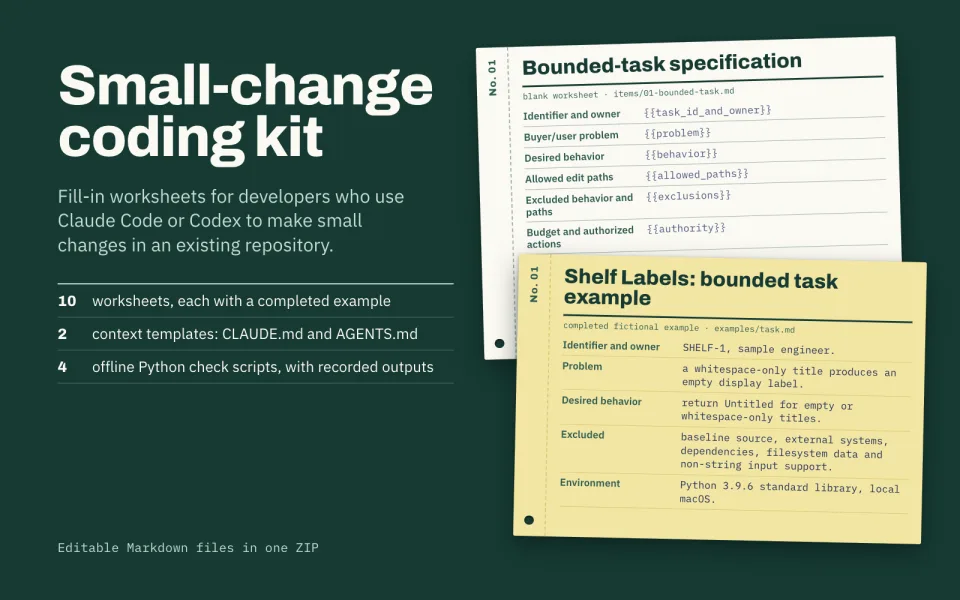 Small-change
coding kit
Fill-in worksheets for developers who use
Claude Code or Codex to make small
changes in an existing repository.
10 worksheets, each with a completed example
2 context templates: CLAUDE.md and AGENTS.md
4 offline Python check scripts, with recorded outputs
Editable Markdown files in one ZIP
No. 01
Bounded-task specification
blank worksheet · items/01-bounded-task.md
Identifier and owner {{task_id_and_owner}}
Buyer/user problem {{problem}}
Desired behavior {{behavior}}
Allowed edit paths {{allowed_paths}}
Excluded behavior and {{exclusions}}
paths
Budget and authorized {{authority}}
actions
No. 01
Shelf Labels: bounded task
example
completed fictional example · examples/task.md
Identifier and owner SHELF-1, sample engineer.
Problem a whitespace-only title produces an
empty display label.
Desired behavior return Untitled for empty or
whitespace-only titles.
Excluded baseline source, external systems,
dependencies, filesystem data and
non-string input support.
Environment Python 3.9.6 standard library, local
macOS.